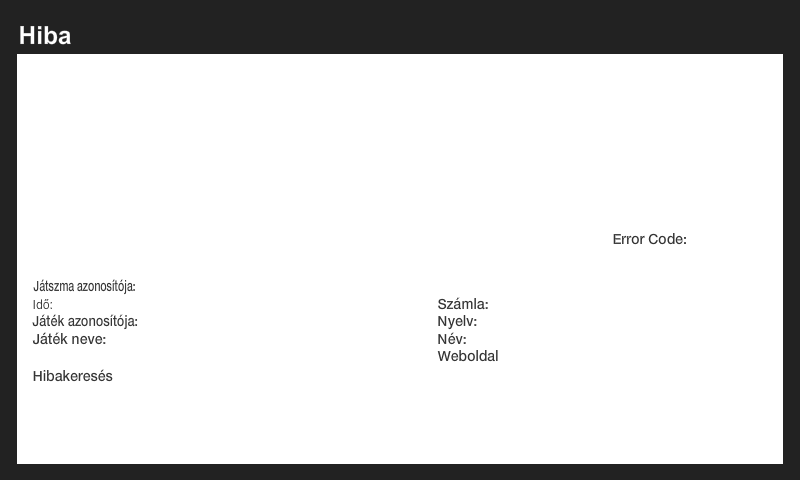 Hiba
Error Code:
Játszma azonosítója:
Idő:
Számla:
Játék azonosítója:
Nyelv:
Játék neve:
Név:
Weboldal
Hibakeresés